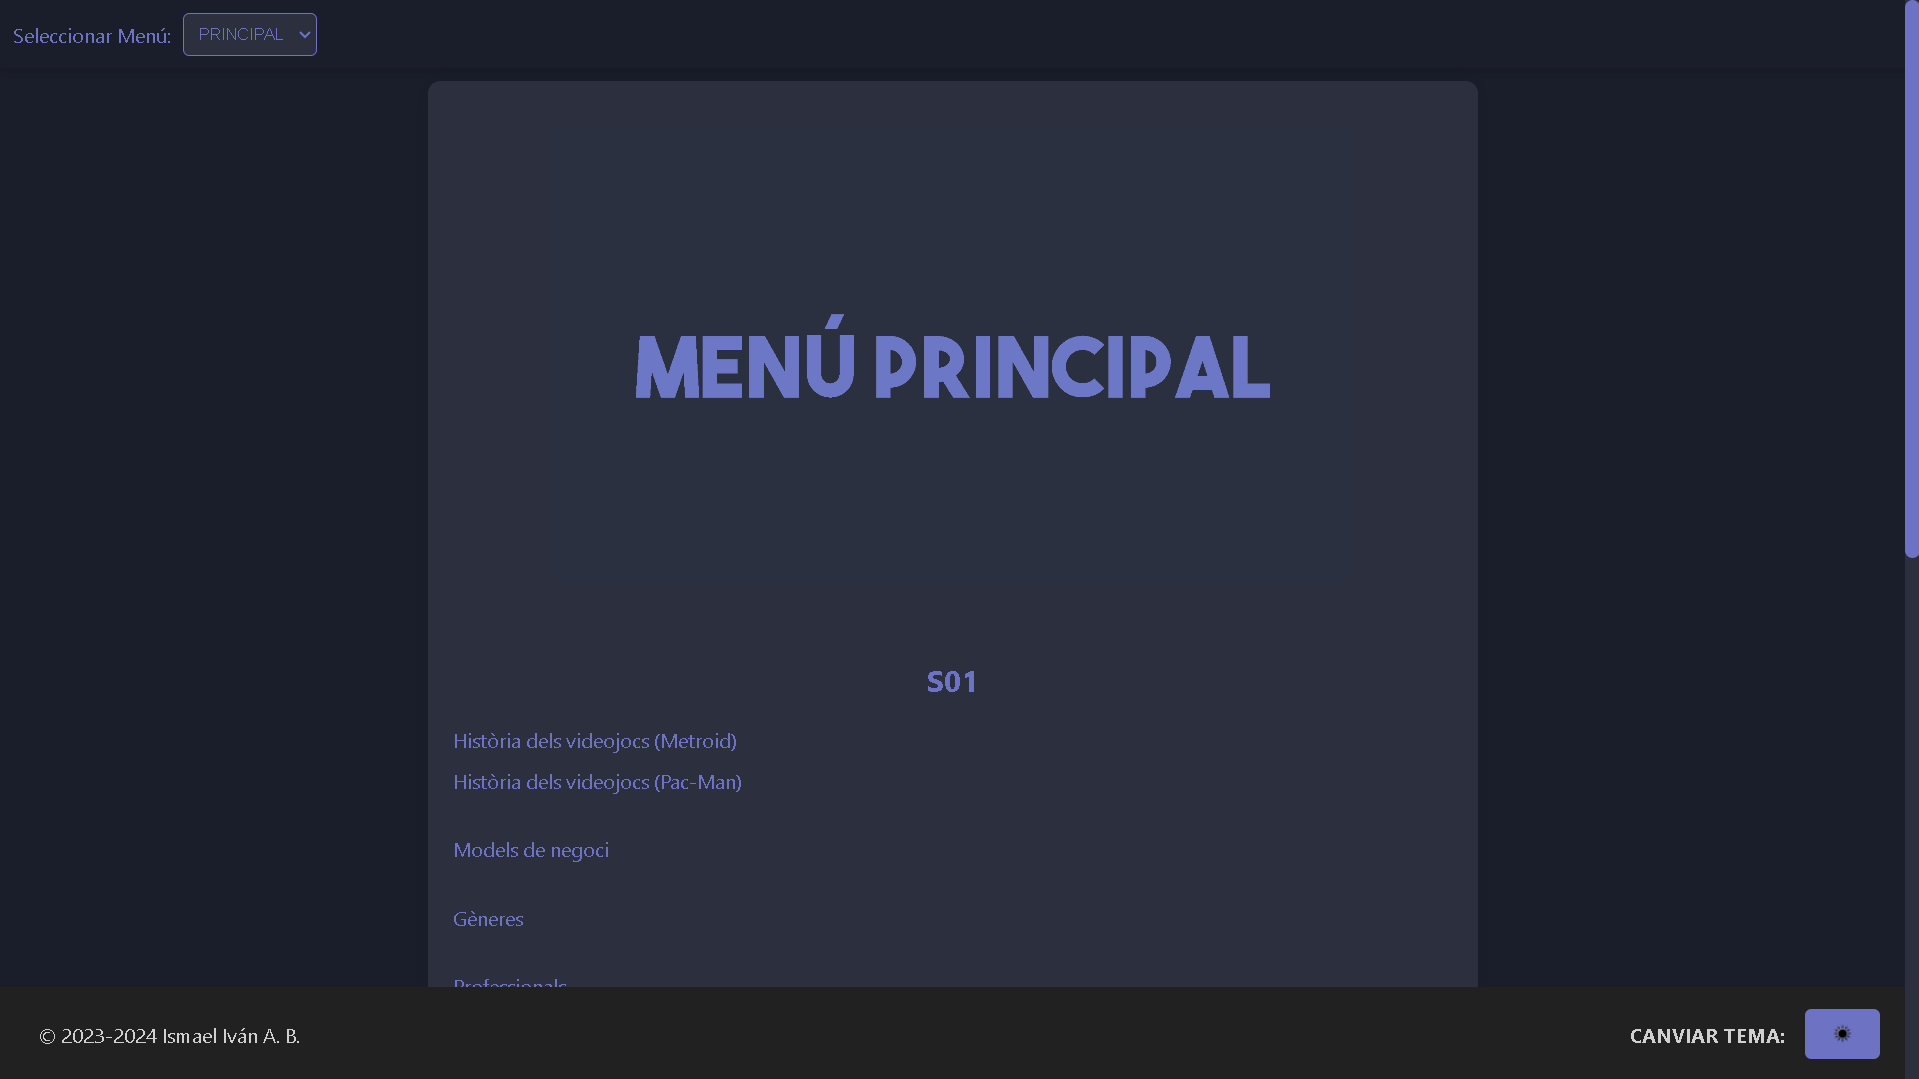 Seleccionar Menú: PRINCIPAL
MENÚ PRINCIPAL
S01
Història dels videojocs (Metroid)
Història dels videojocs (Pac-Man)
Models de negoci
Gèneres
Professionals
© 2023-2024 Ismael Iván A. B.
CANVIAR TEMA: